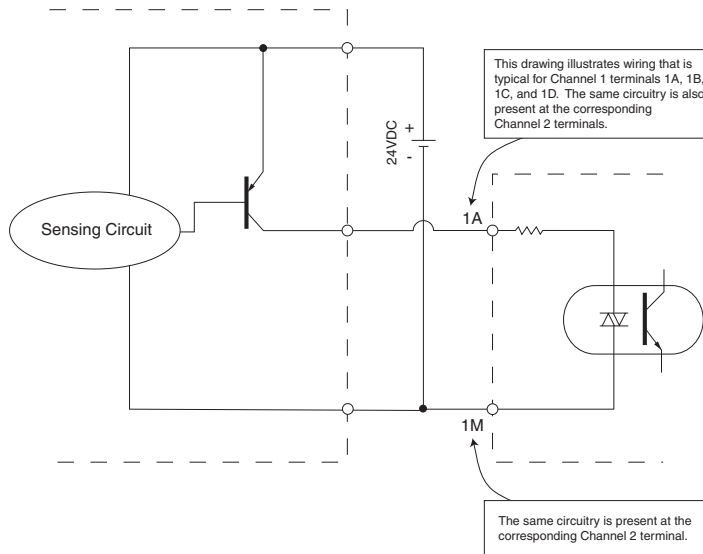 This drawing illustrates wiring that is
typical for Channel 1 terminals 1A, 1B,
1C, and 1D. The same circuitry is also
present at the corresponding
Channel 2 terminals.
24VDC
+
-
1A
Sensing Circuit
1M
The same circuitry is present at the
corresponding Channel 2 terminal.